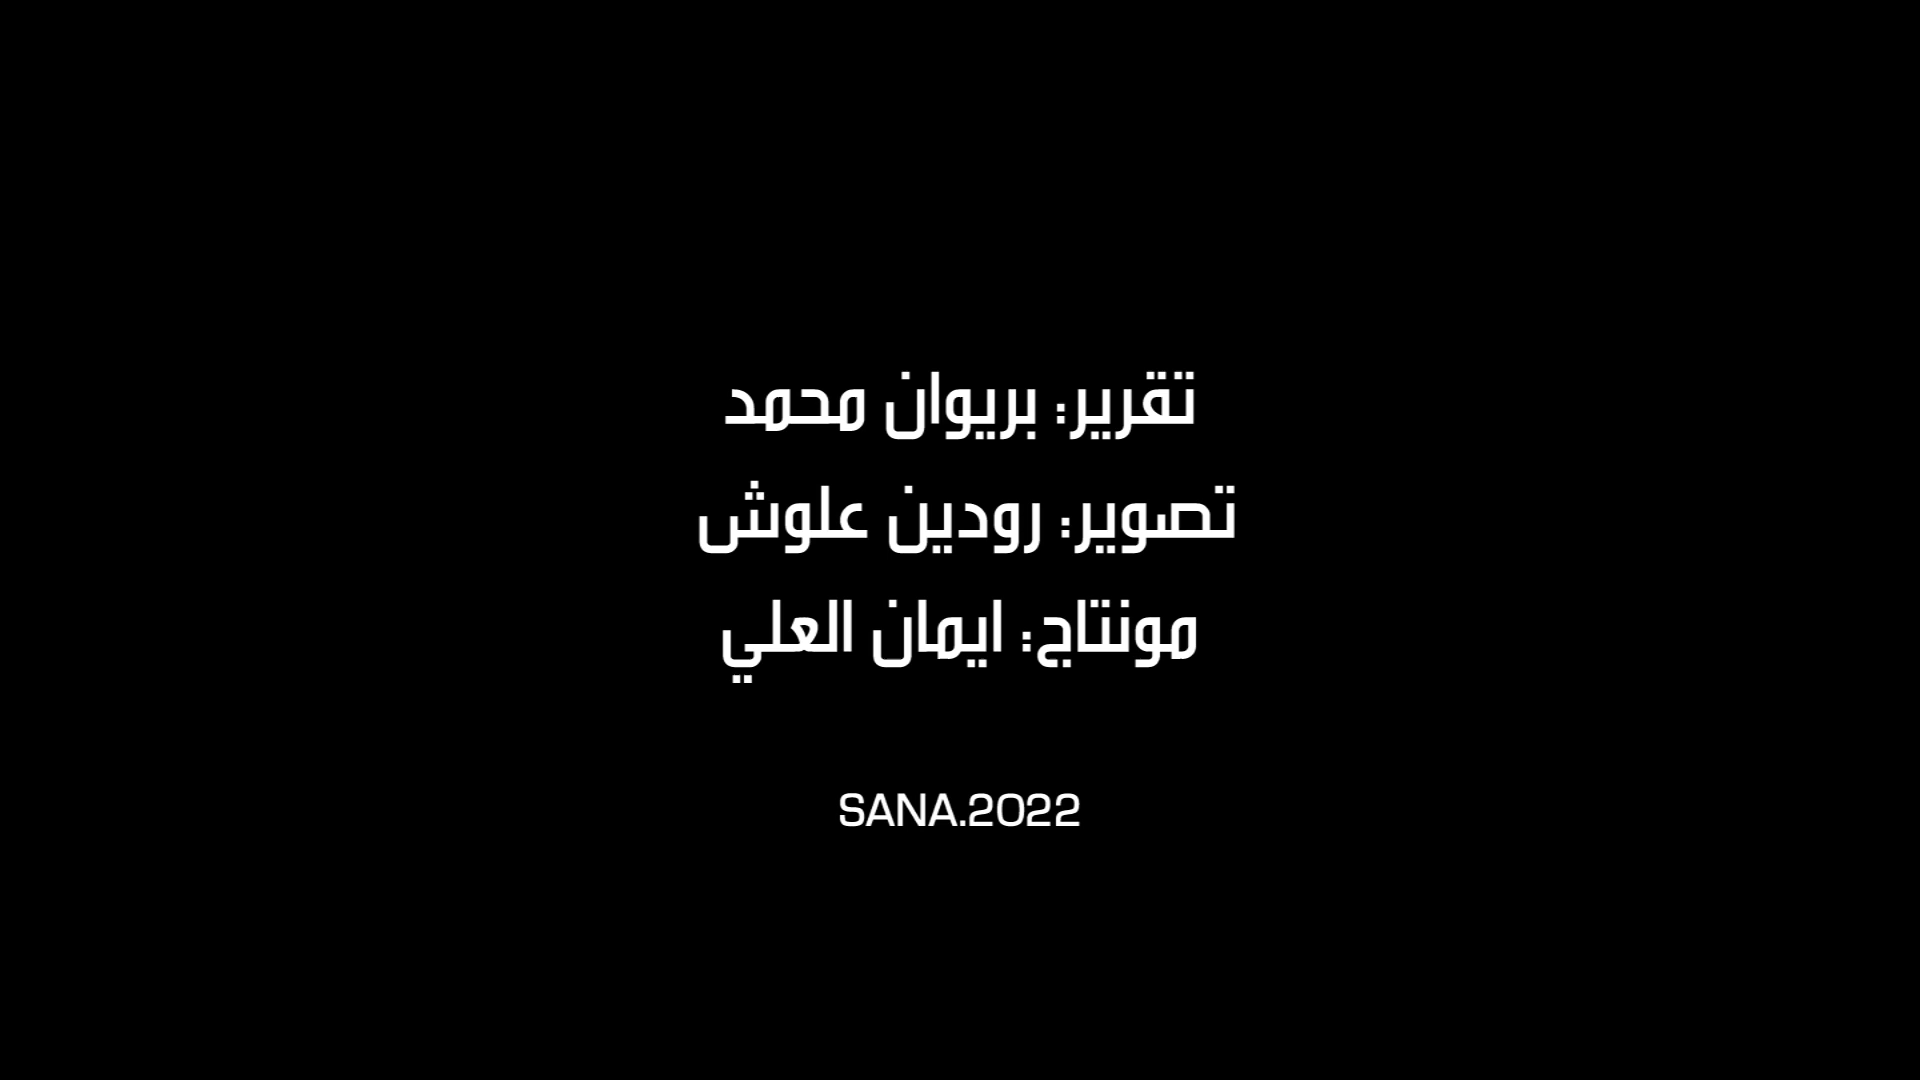 تقرير: بريوان محمد
تصوير: رودين علوش
مونتاج: ايمان العلي
SANA.2022